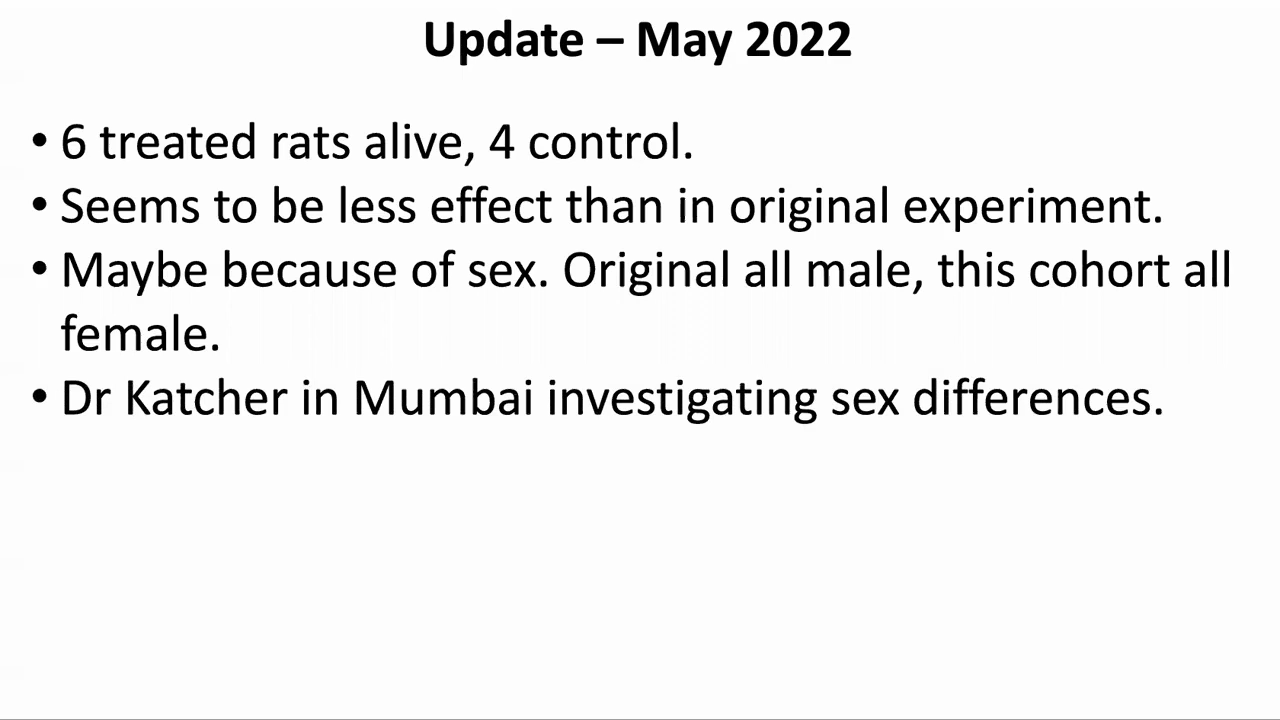 Update – May 2022
• 6 treated rats alive, 4 control.
• Seems to be less effect than in original experiment.
• Maybe because of sex. Original all male, this cohort all
female.
• Dr Katcher in Mumbai investigating sex differences.